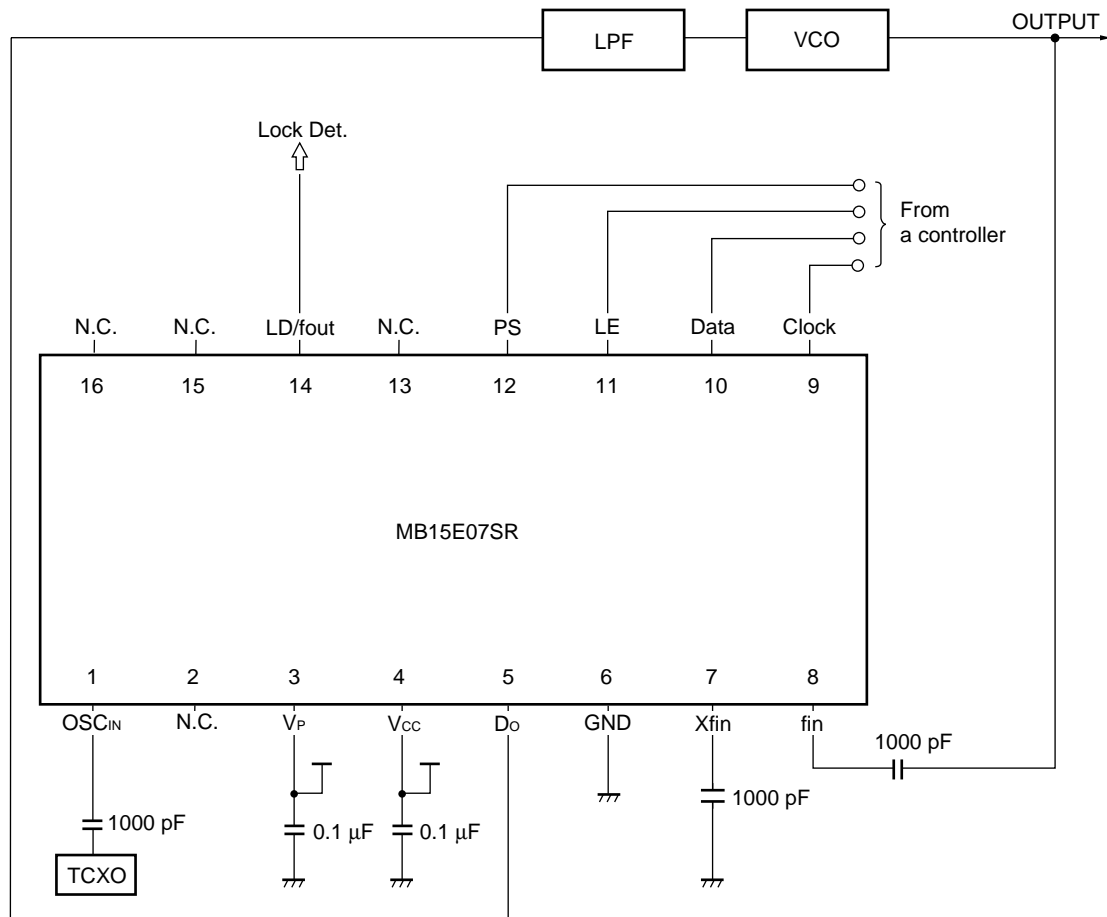 OUTPUT
LPF
VCO
Lock Det.
From
a controller
N.C.
N.C.
LD/fout
N.C.
PS
LE
Data
Clock
16
15
14
13
12
11
10
9
MB15E07SR
1
2
3
4
5
6
7
8
OSCIN
N.C.
VP
VCC
DO
GND
Xfin
fin
1000 pF
1000 pF
0.1 μF
0.1 μF
1000 pF
TCXO